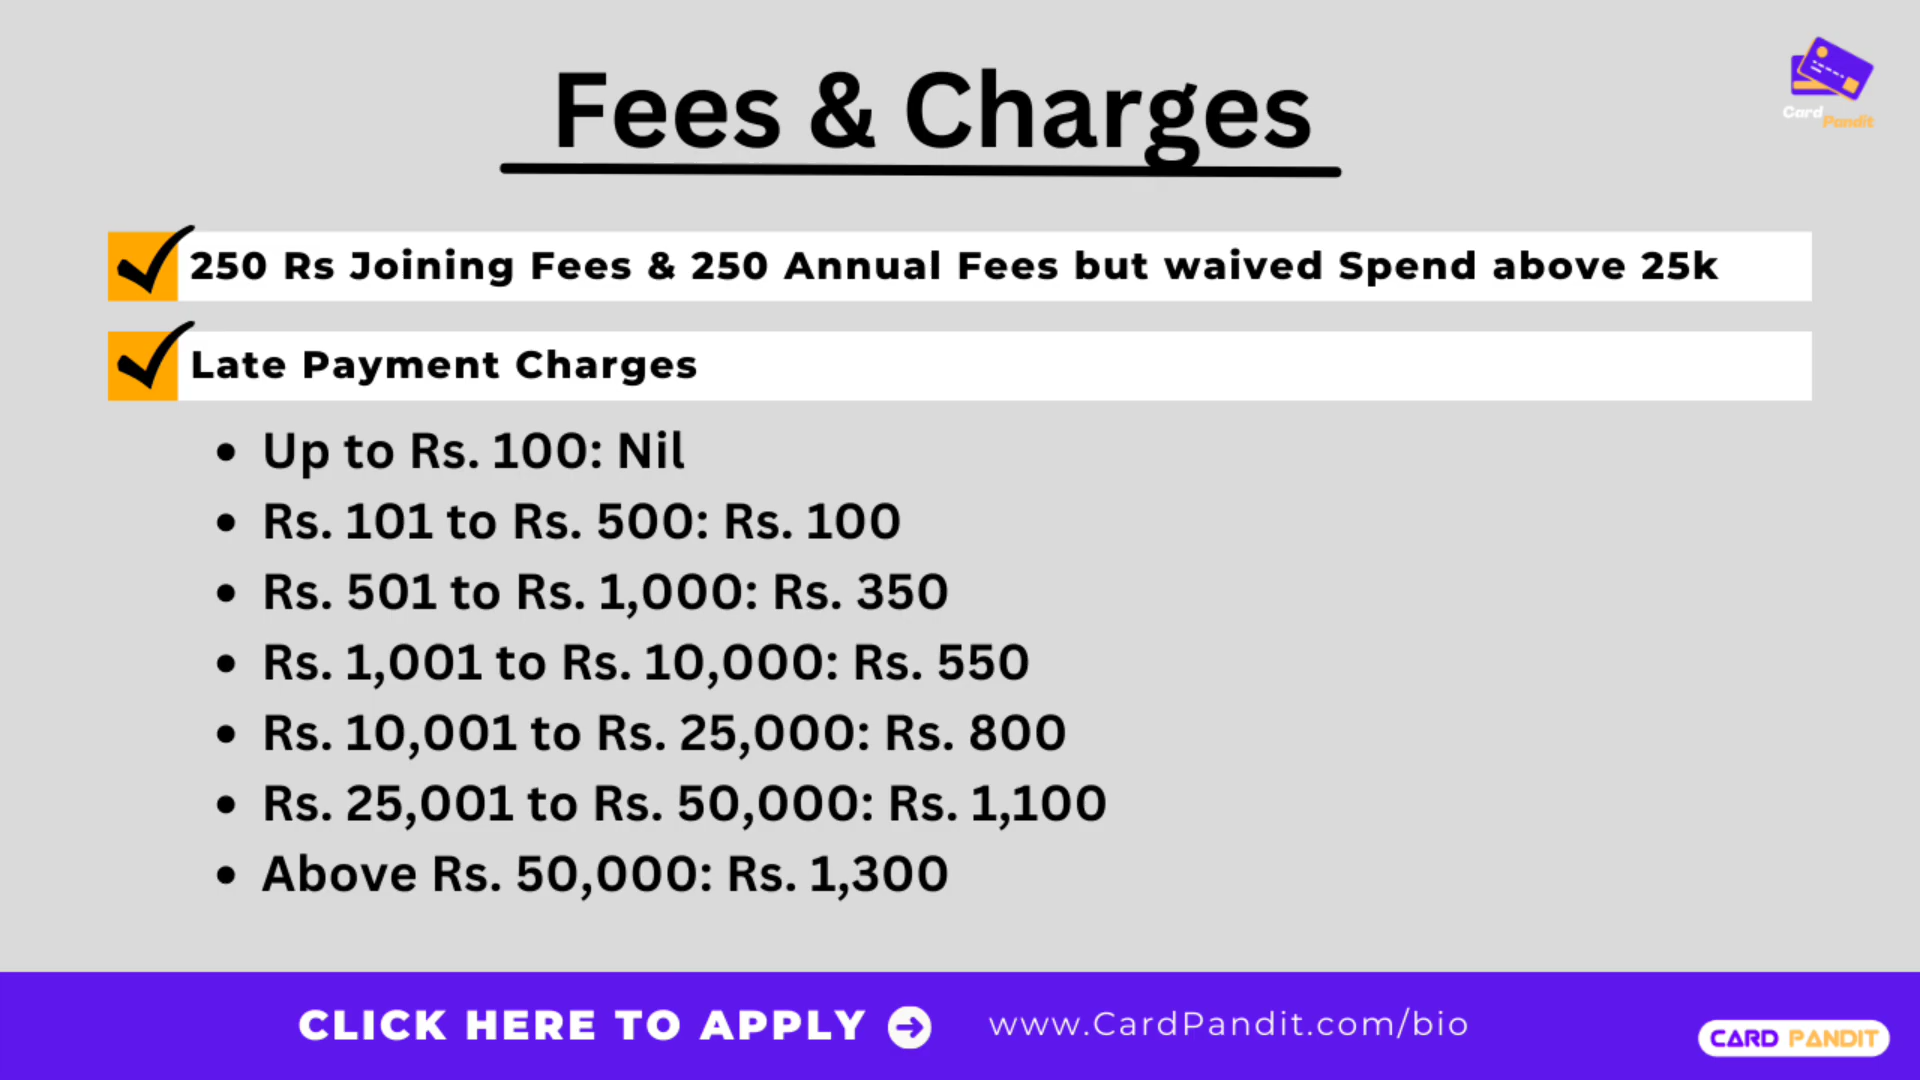 Fees & Charges
Card
Pandit
250 Rs Joining Fees & 250 Annual Fees but waived Spend above 25k
Late Payment Charges
• Up to Rs. 100: Nil
• Rs. 101 to Rs. 500: Rs. 100
• Rs. 501 to Rs. 1,000: Rs. 350
• Rs. 1,001 to Rs. 10,000: Rs. 550
• Rs. 10,001 to Rs. 25,000: Rs. 800
• Rs. 25,001 to Rs. 50,000: Rs. 1,100
• Above Rs. 50,000: Rs. 1,300
CLICK HERE TO APPLY www.CardPandit.com/bio
CARD PANDIT